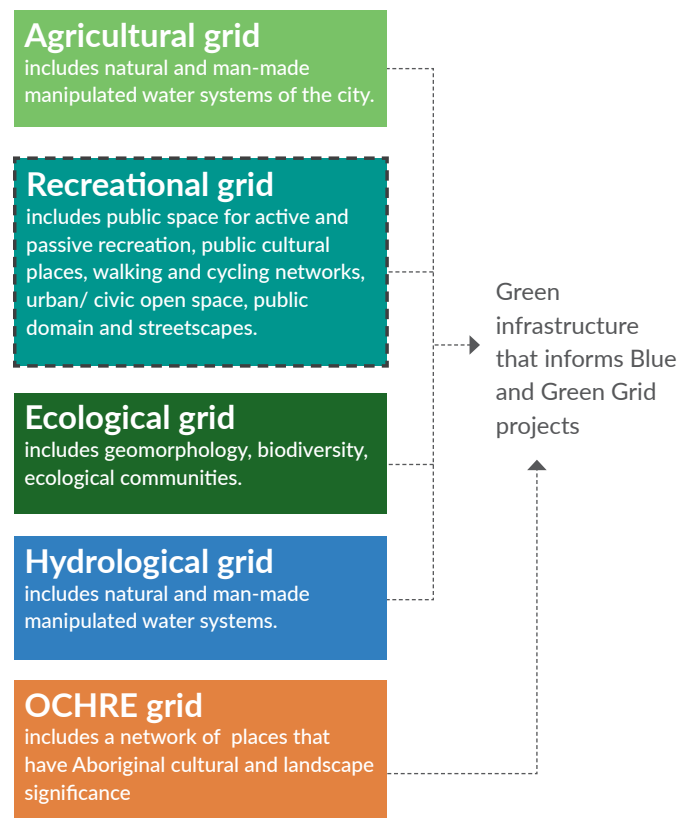 Agricultural grid
includes natural and man-made
manipulated water systems of the city.
Recreational grid
includes public space for active and
passive recreation, public cultural
places, walking and cycling networks,
urban/ civic open space, public
domain and streetscapes.
Ecological grid
includes geomorphology, biodiversity,
ecological communities.
Hydrological grid
includes natural and man-made
manipulated water systems.
OCHRE grid
includes a network of  places that
have Aboriginal cultural and landscape
significance
Green
infrastructure
that informs Blue
and Green Grid
projects